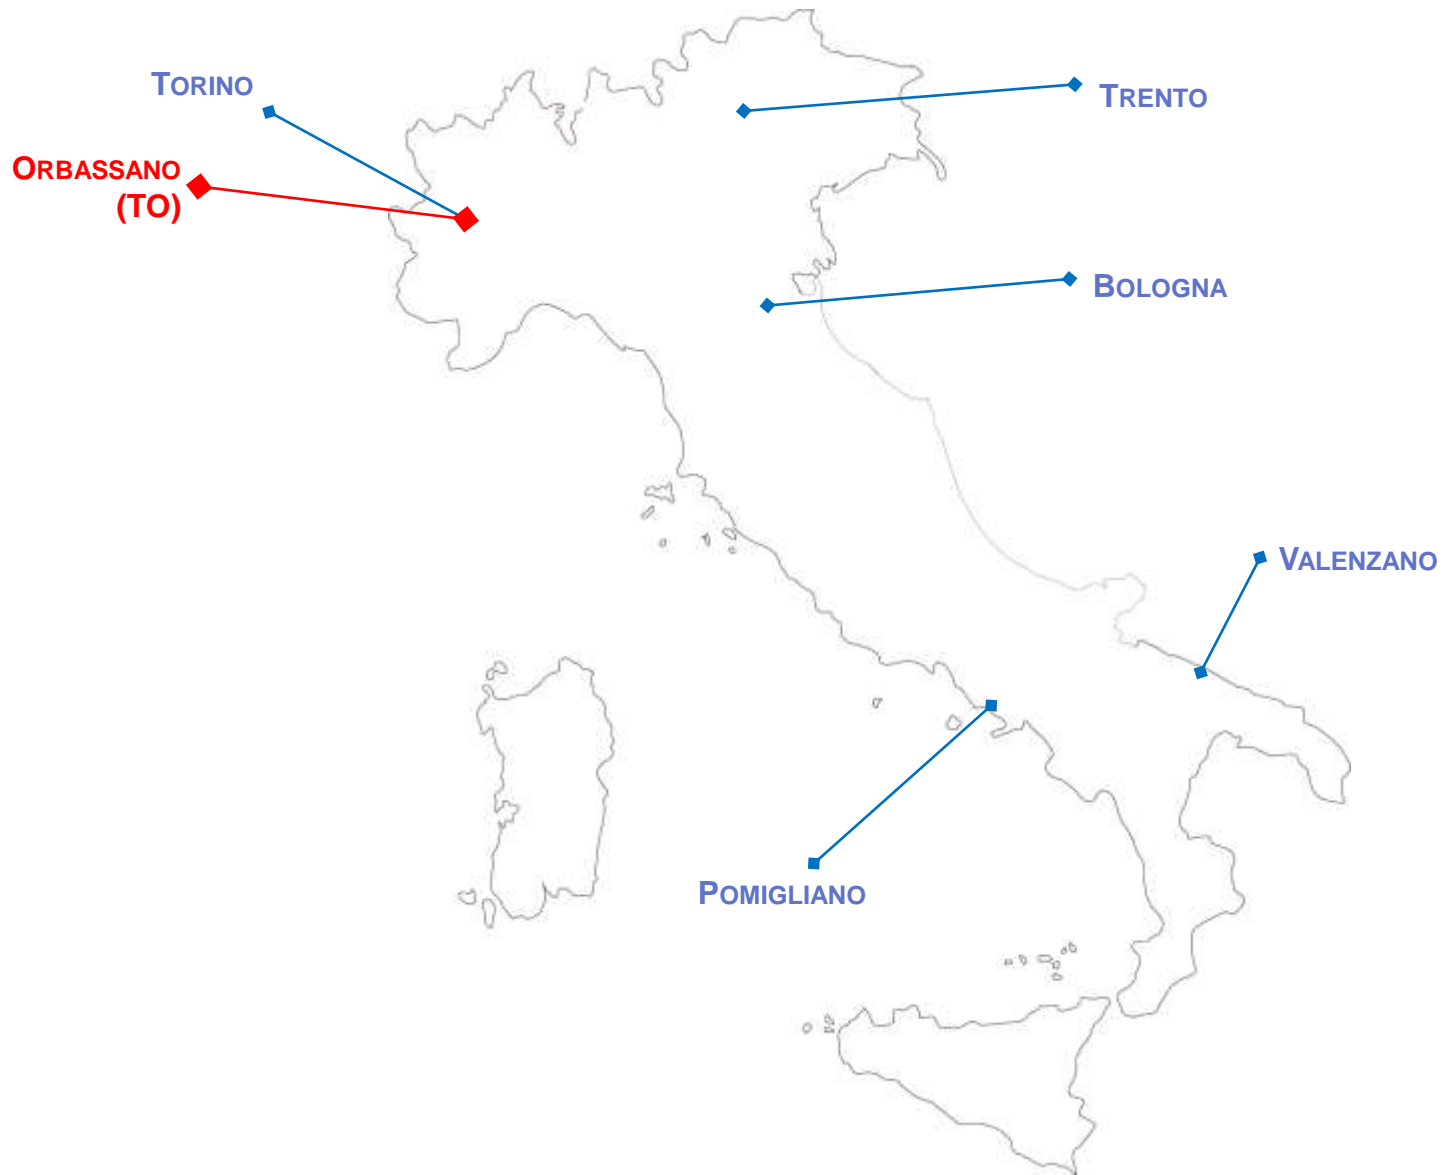 TORINO
TRENTO
ORBASSANO
(TO)
BOLOGNA
VALENZANO
POMIGLIANO